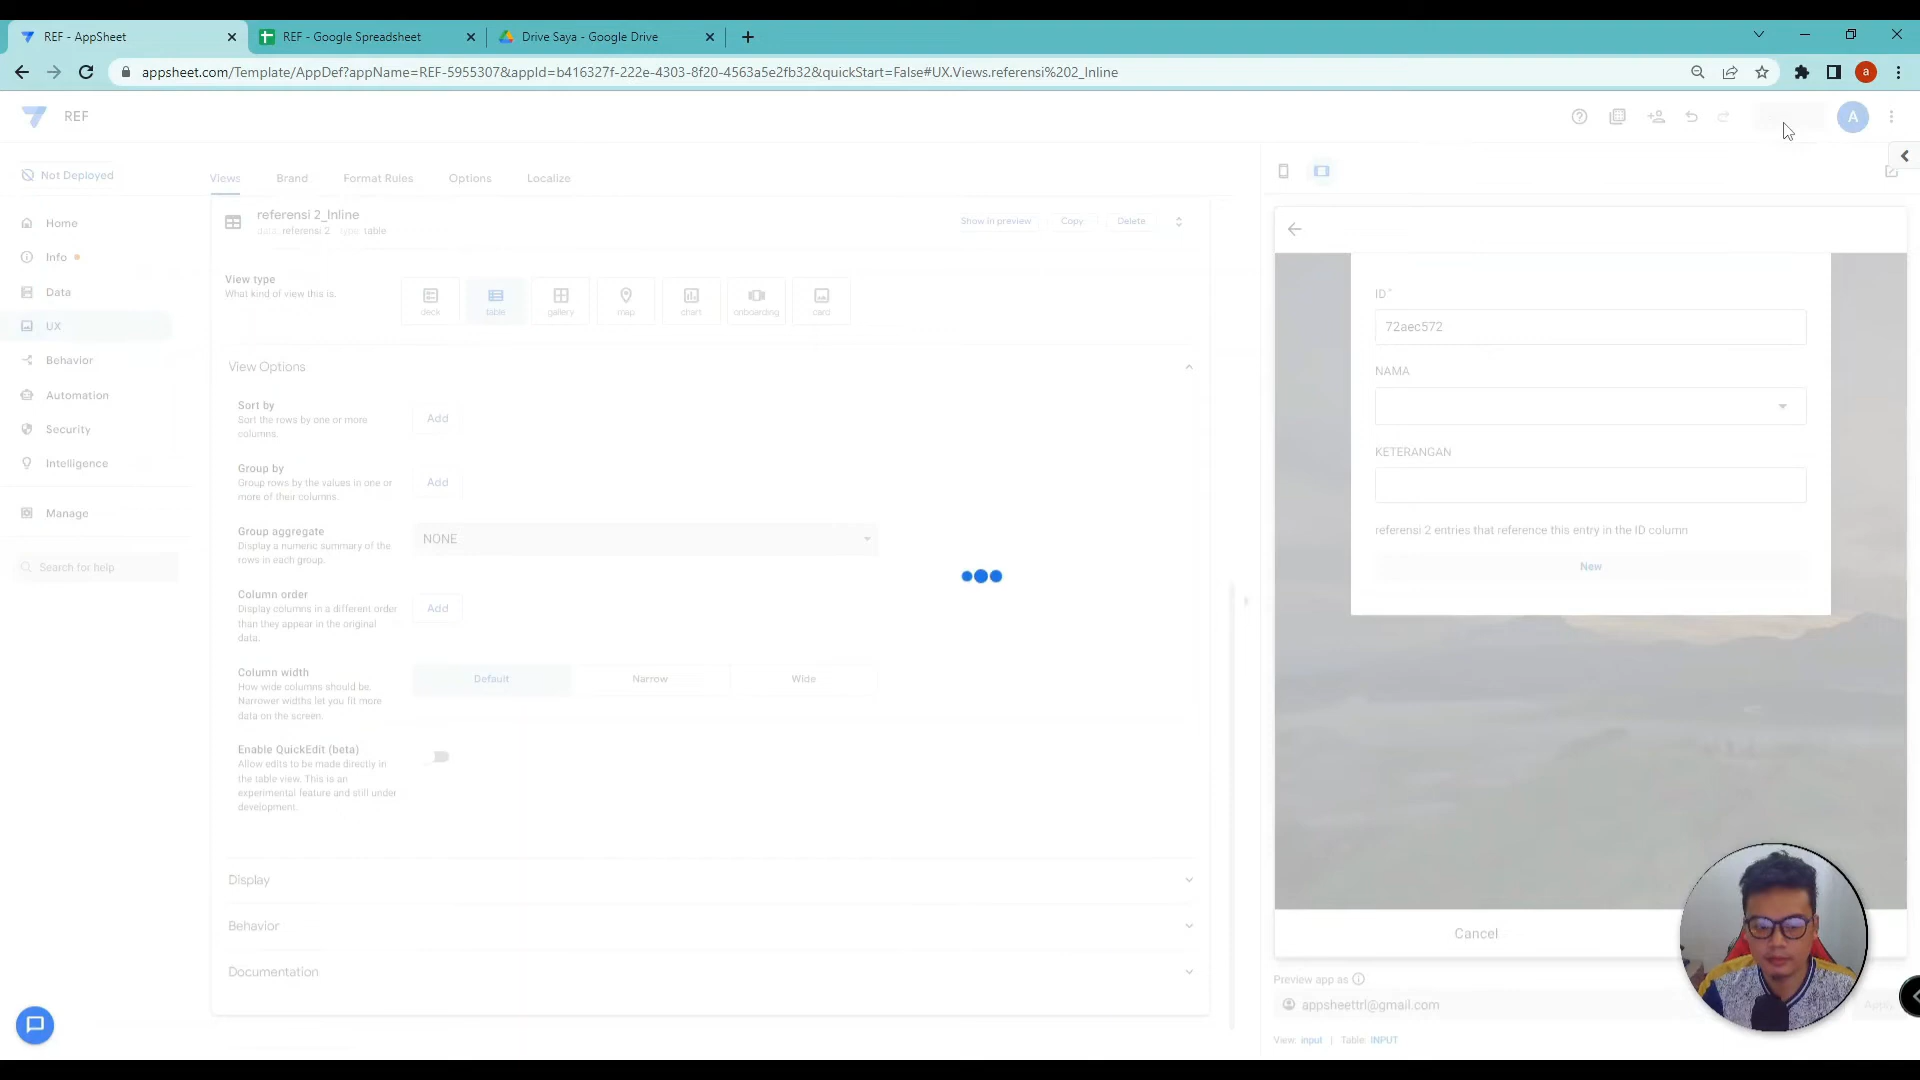 REF - AppSheet
REF - Google Spreadsheet
Drive Saya - Google Drive
appsheet.com/Template/AppDef?appName=REF-5955307&appId=b416327f-222e-4303-8f20-4563a5e2fb32&quickStart=False#UX.Views.referensi%202_Inline
a
REF
A
Not Deployed
Views
Brand
Format Rules
Options
Localize
Home
Info
Data
UX
Behavior
Automation
Security
Intelligence
Manage
Search for help
referensi 2_Inline
data: referensi 2 type: table
Show in preview
Copy
Delete
View type
What kind of view this is.
deck
table
gallery
map
chart
onboarding
card
View Options
Sort by
Sort the rows by one or more
columns.
Add
Group by
Group rows by the values in one or
more of their columns.
Add
Group aggregate
Display a numeric summary of the
rows in each group.
NONE
Column order
Display columns in a different order
than they appear in the original
data.
Add
Column width
How wide columns should be.
Narrower widths let you fit more
data on the screen.
Default
Narrow
Wide
Enable QuickEdit (beta)
Allow edits to be made directly in
the table view. This is an
experimental feature and still under
development.
Display
Behavior
Documentation
ID*
72aec572
NAMA
KETERANGAN
referensi 2 entries that reference this entry in the ID column
New
Cancel
Preview app as
appsheettrl@gmail.com
Apply
View: input | Table: INPUT